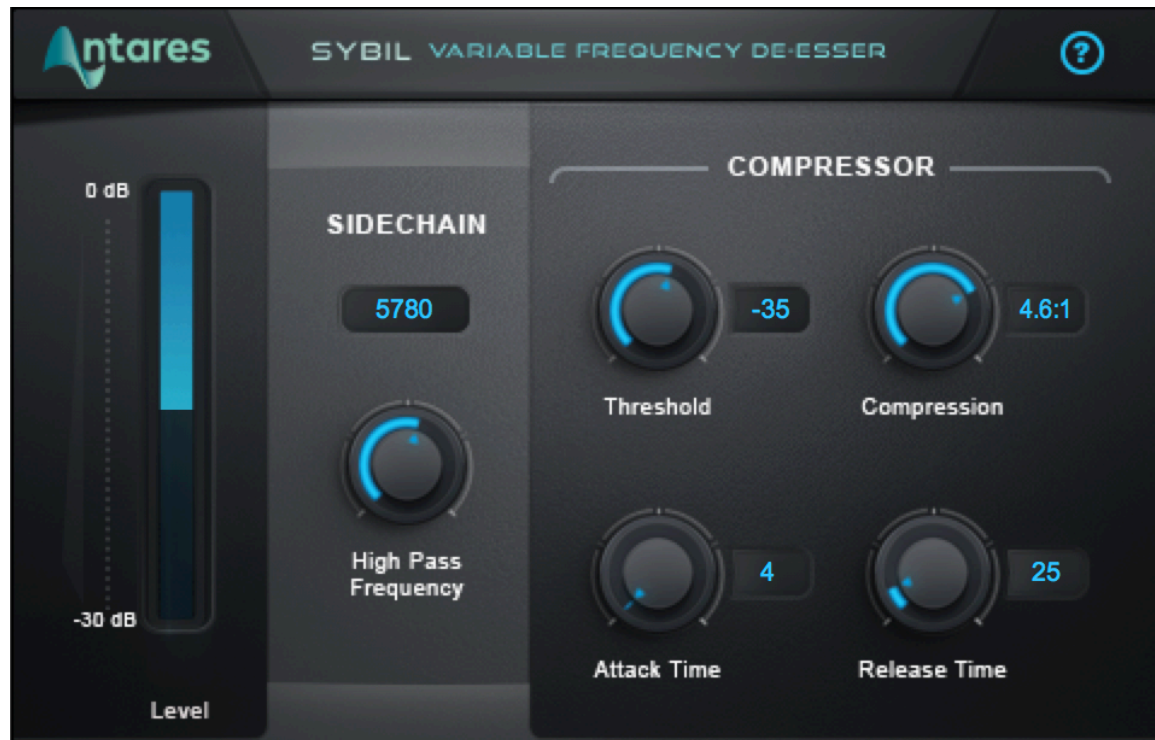 Antares
SYBIL VARIABLE FREQUENCY DE-ESSER
?
0 dB
-30 dB
Level
SIDECHAIN
5780
High Pass
Frequency
COMPRESSOR
-35
4.6:1
Threshold
Compression
4
25
Attack Time
Release Time